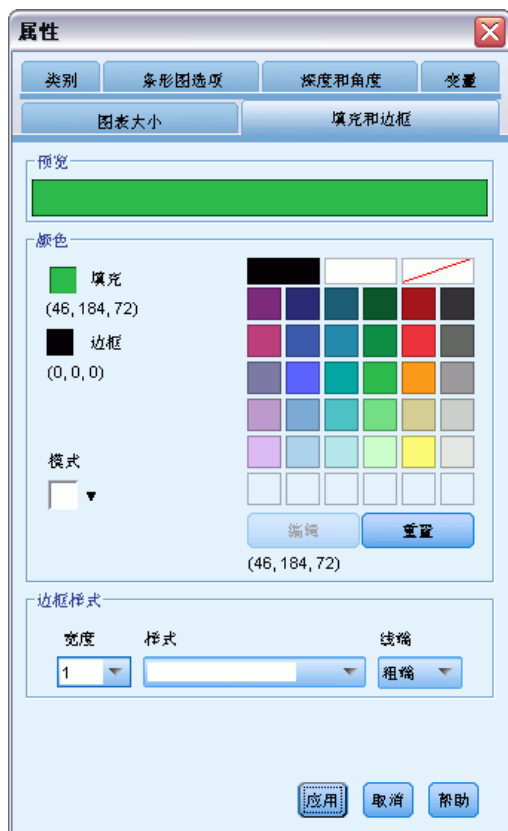 属性
类别 条形图选项 深度和角度 变量
图表大小 填充和边框
预览
颜色
填充
(46, 184, 72)
边框
(0, 0, 0)
模式
编辑 重置
(46, 184, 72)
边框样式
宽度 样式 线端
1 粗端
应用 取消 帮助